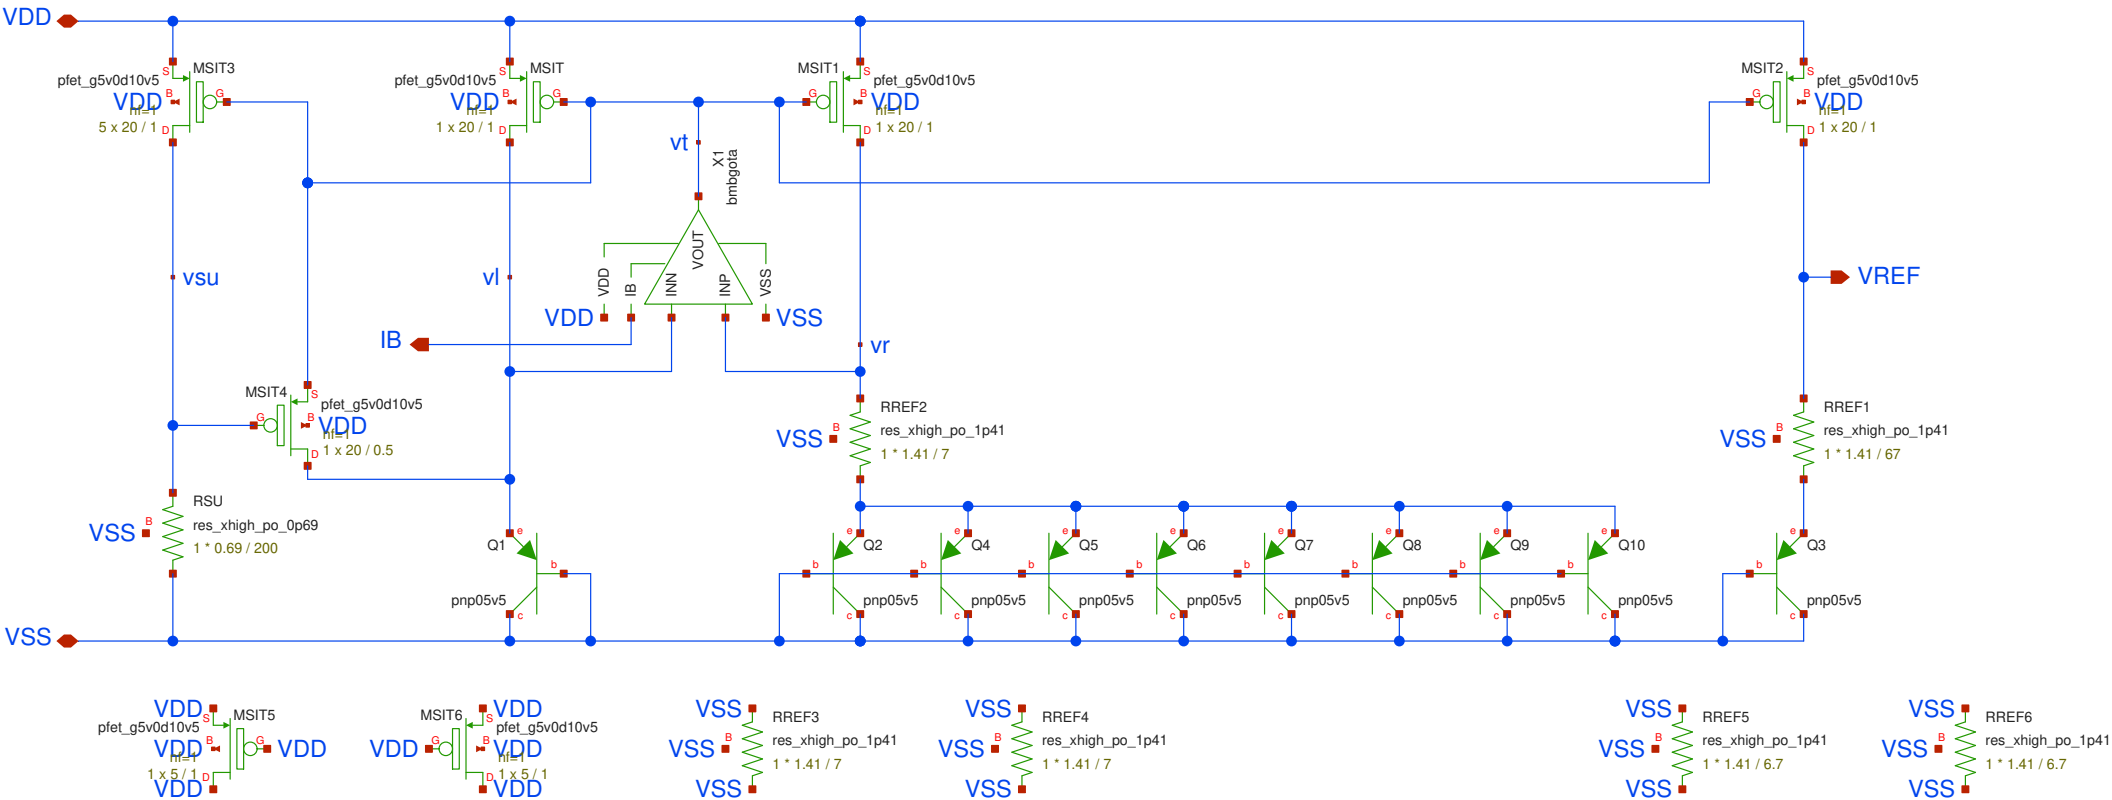 VDD
S
MSIT3
pfet_g5v0d10v5
B
VDD
G
nf=1
5 x 20 / 1
D
S
MSIT
pfet_g5v0d10v5
B
VDD
G
nf=1
1 x 20 / 1
D
MSIT1
S
pfet_g5v0d10v5
G
B
VDD
nf=1
1 x 20 / 1
D
MSIT2
S
pfet_g5v0d10v5
G
B
VDD
nf=1
1 x 20 / 1
D
vt
X1
bmbgota
VOUT
VDD
IB
INN
INP
VSS
VDD
VSS
vsu
vl
IB
vr
VREF
MSIT4
S
pfet_g5v0d10v5
G
B
VDD
nf=1
1 x 20 / 0.5
D
RREF2
B
VSS
res_xhigh_po_1p41
1 * 1.41 / 7
RREF1
B
VSS
res_xhigh_po_1p41
1 * 1.41 / 67
RSU
B
VSS
res_xhigh_po_0p69
1 * 0.69 / 200
Q1
e
b
c
pnp05v5
e
Q2
b
c
pnp05v5
e
Q4
b
c
pnp05v5
e
Q5
b
c
pnp05v5
e
Q6
b
c
pnp05v5
e
Q7
b
c
pnp05v5
e
Q8
b
c
pnp05v5
e
Q9
b
c
pnp05v5
e
Q10
b
c
pnp05v5
e
Q3
b
c
pnp05v5
VSS
VDD
S
MSIT5
pfet_g5v0d10v5
B
VDD
G
VDD
nf=1
1 x 5 / 1
D
VDD
MSIT6
S
VDD
pfet_g5v0d10v5
VDD
G
B
VDD
nf=1
1 x 5 / 1
D
VDD
VSS
RREF3
B
VSS
res_xhigh_po_1p41
1 * 1.41 / 7
VSS
VSS
RREF4
B
VSS
res_xhigh_po_1p41
1 * 1.41 / 7
VSS
VSS
RREF5
B
VSS
res_xhigh_po_1p41
1 * 1.41 / 6.7
VSS
VSS
RREF6
B
VSS
res_xhigh_po_1p41
1 * 1.41 / 6.7
VSS